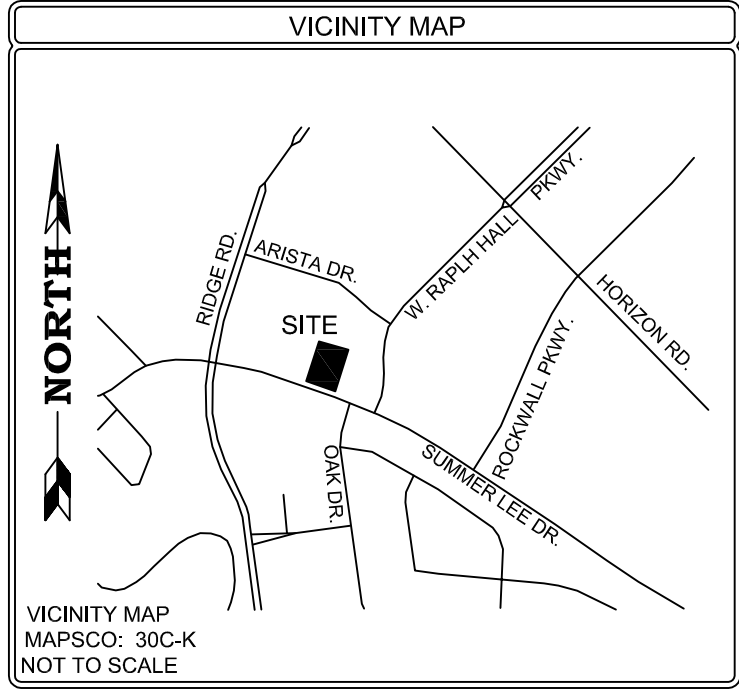 VICINITY MAP
NORTH
RIDGE RD.
ARISTA DR.
W. RAPLH HALL PKWY.
HORIZON RD.
SITE
ROCKWALL PKWY.
OAK DR.
SUMMER LEE DR.
VICINITY MAP
MAPSCO: 30C-K
NOT TO SCALE